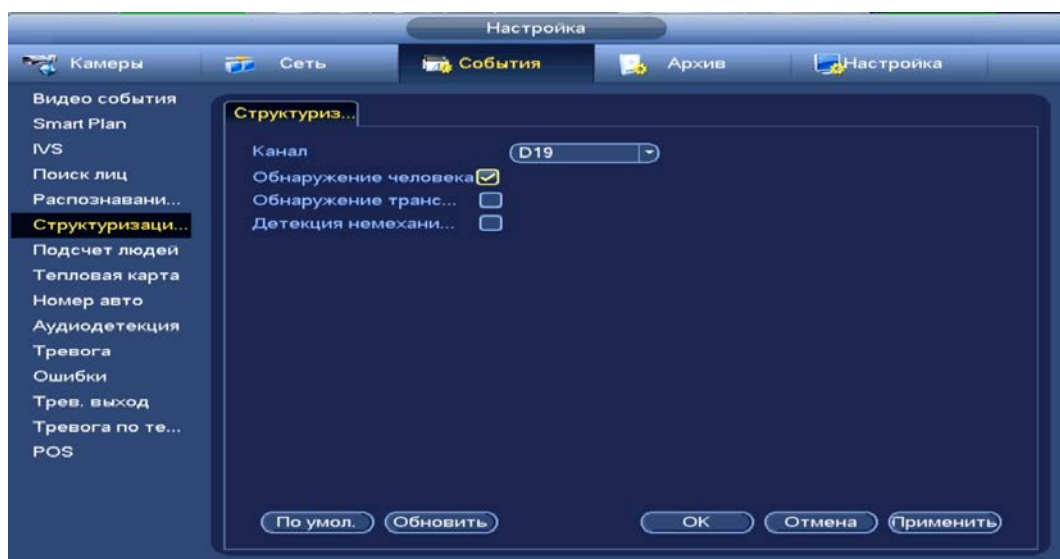 Настройка
Камеры
Сеть
События
Архив
Настройка
Видео события
Smart Plan
IVS
Поиск лиц
Распознавани...
Структуризаци...
Подсчет людей
Тепловая карта
Номер авто
Аудиодетекция
Тревога
Ошибки
Трев. выход
Тревога по те...
POS
Структуриз...
Канал
D19
Обнаружение человека
Обнаружение транс...
Детекция немехани...
По умол.
Обновить
OK
Отмена
Применить